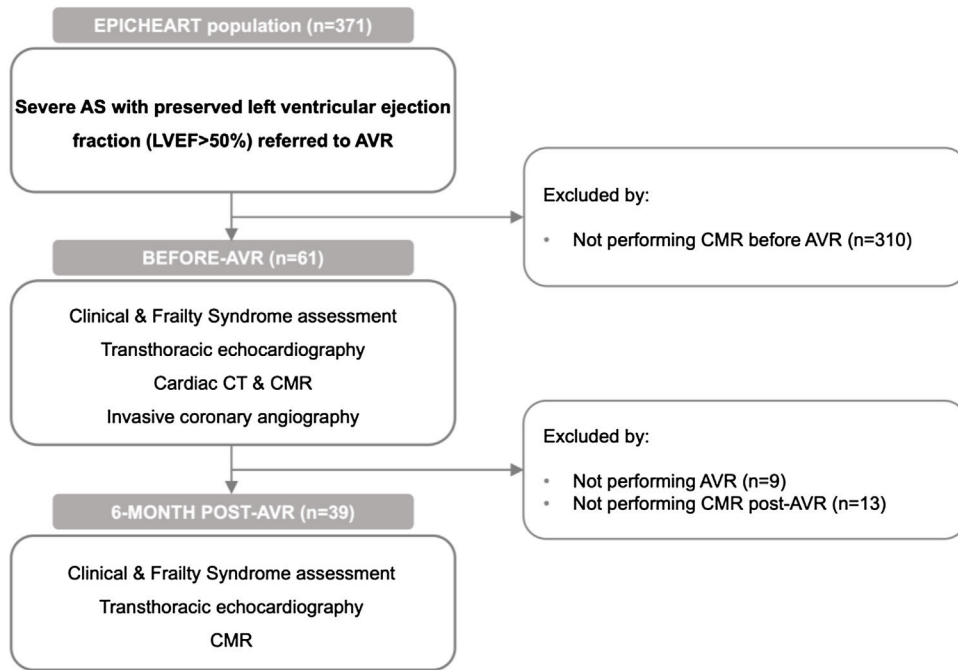 EPICHEART population (n=371)
Severe AS with preserved left ventricular ejection
fraction (LVEF>50%) referred to AVR
Excluded by:
• Not performing CMR before AVR (n=310)
BEFORE-AVR (n=61)
Clinical & Frailty Syndrome assessment
Transthoracic echocardiography
Cardiac CT & CMR
Invasive coronary angiography
Excluded by:
• Not performing AVR (n=9)
• Not performing CMR post-AVR (n=13)
6-MONTH POST-AVR (n=39)
Clinical & Frailty Syndrome assessment
Transthoracic echocardiography
CMR